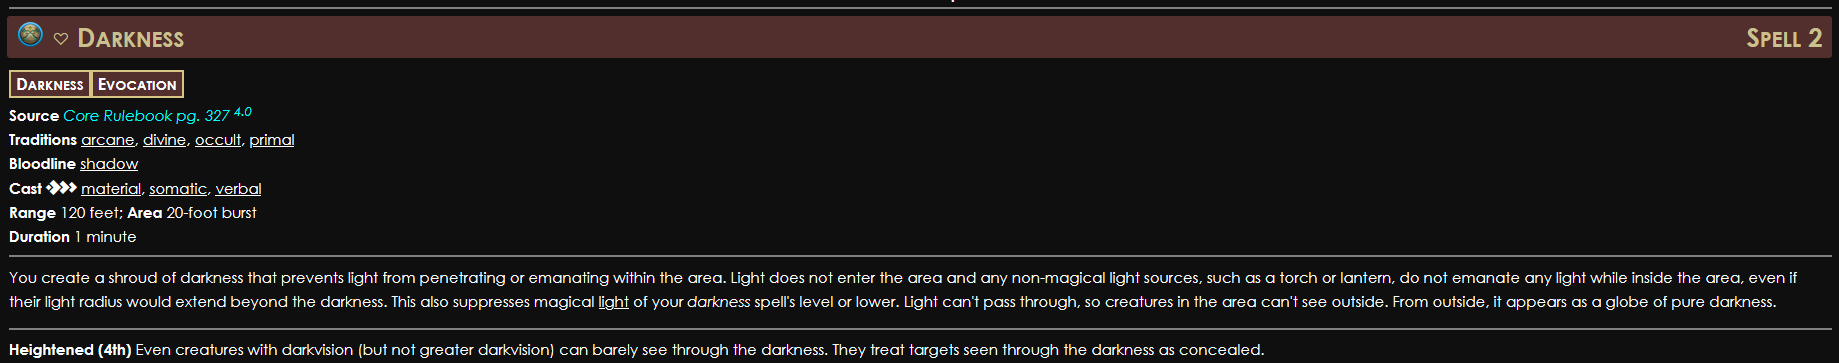 Darkness Spell 2
Darkness Evocation
Source Core Rulebook pg. 327 4.0
Traditions arcane, divine, occult, primal
Bloodline shadow
Cast material, somatic, verbal
Range 120 feet; Area 20-foot burst
Duration 1 minute
You create a shroud of darkness that prevents light from penetrating or emanating within the area. Light does not enter the area and any non-magical light sources, such as a torch or lantern, do not emanate any light while inside the area, even if
their light radius would extend beyond the darkness. This also suppresses magical light of your darkness spell's level or lower. Light can't pass through, so creatures in the area can't see outside. From outside, it appears as a globe of pure darkness.
Heightened (4th) Even creatures with darkvision (but not greater darkvision) can barely see through the darkness. They treat targets seen through the darkness as concealed.